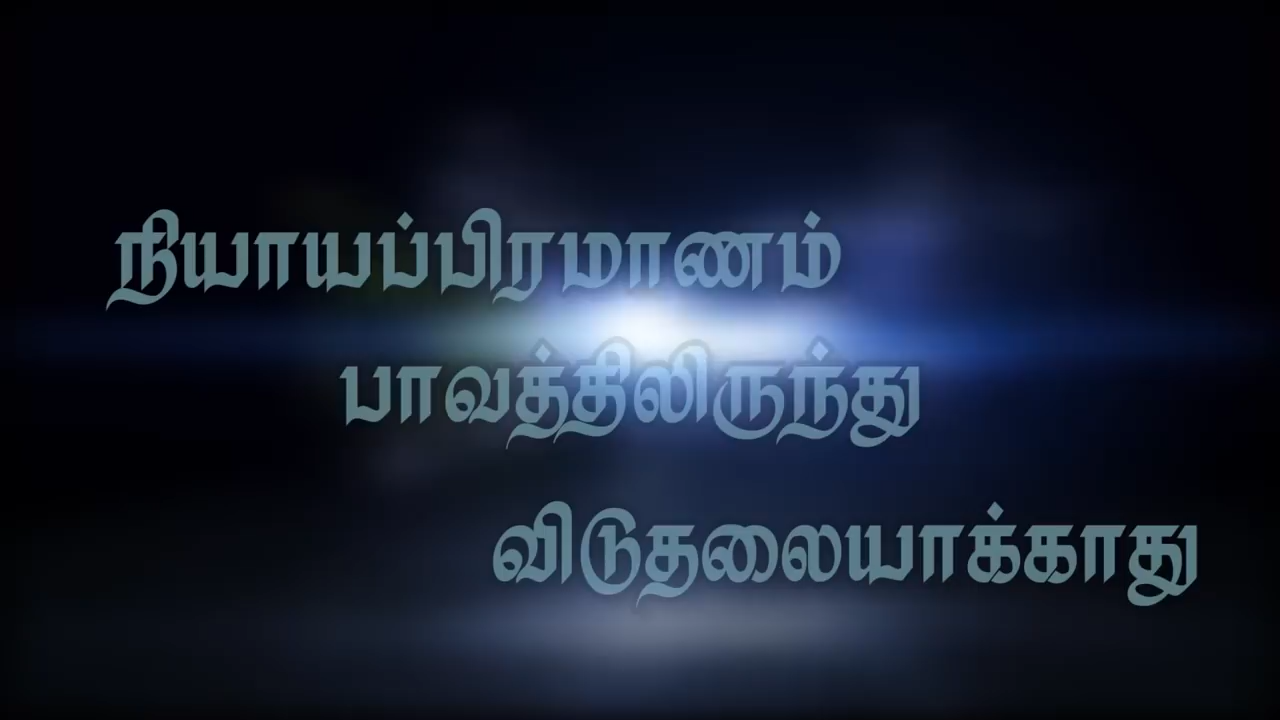 நியாயப்பிரமாணம்
பாவத்திலிருந்து
விடுதலையாக்காது